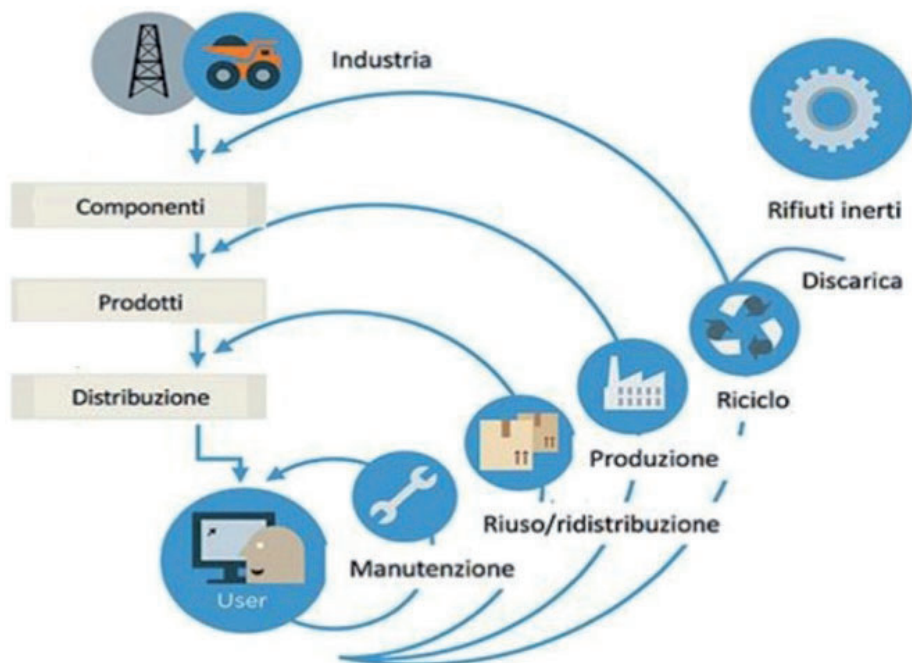 Industria
Componenti
Rifiuti inerti
Discarica
Prodotti
Distribuzione
Riciclo
Produzione
Riuso/ridistribuzione
Manutenzione
User